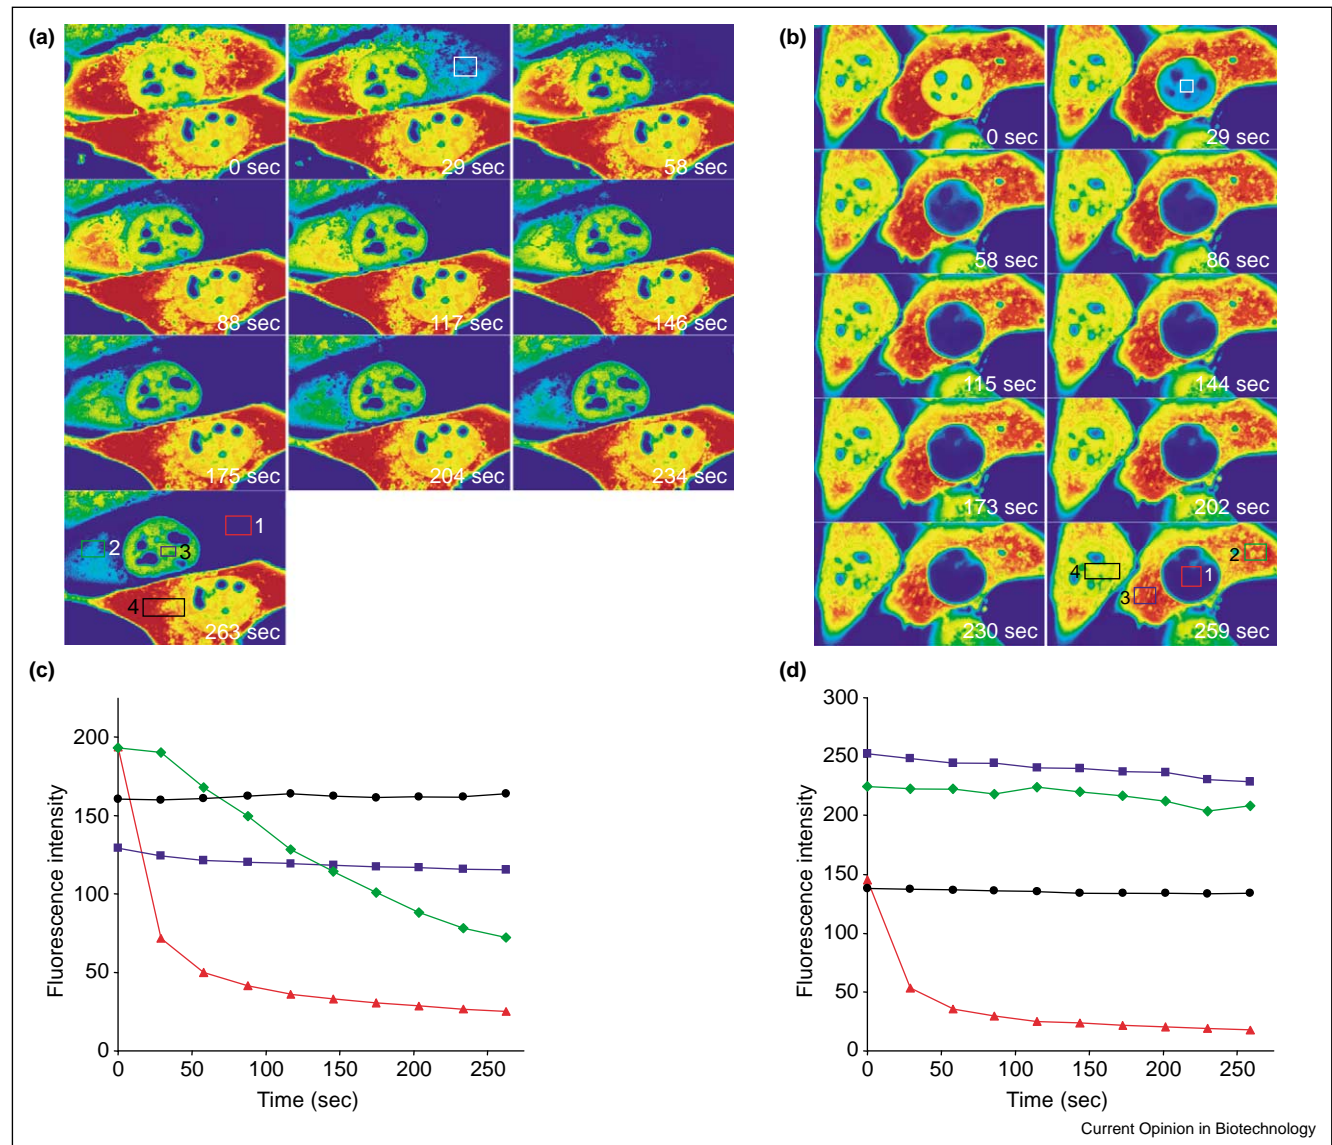 (a)
0 sec
29 sec
58 sec
88 sec
117 sec
146 sec
175 sec
204 sec
234 sec
1
2
3
4
263 sec
(b)
0 sec
29 sec
58 sec
86 sec
115 sec
144 sec
173 sec
202 sec
230 sec
2
4
1
3
259 sec
(c)
200
150
100
50
0
Fluorescence intensity
0 50 100 150 200 250
Time (sec)
(d)
300
250
200
150
100
50
0
Fluorescence intensity
0 50 100 150 200 250
Time (sec)
Current Opinion in Biotechnology